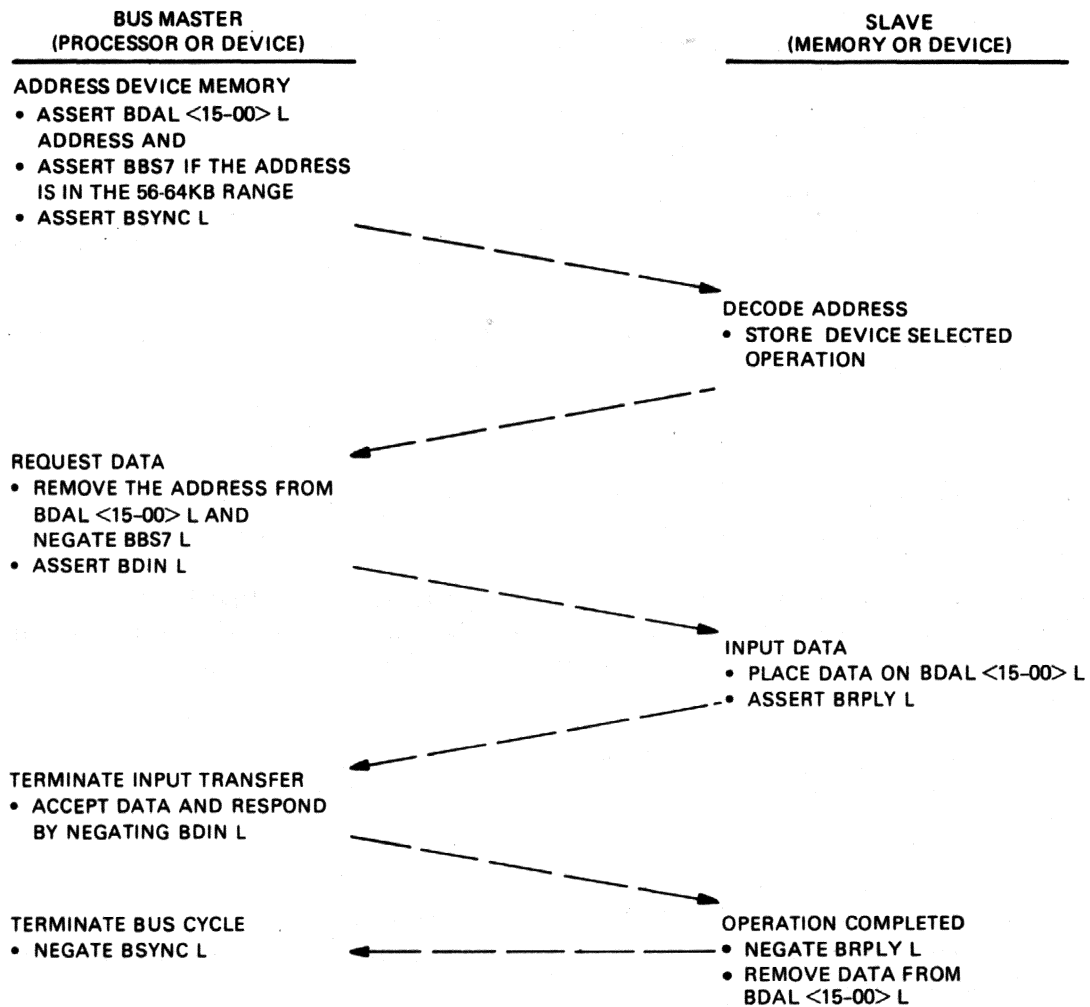 BUS MASTER
(PROCESSOR OR DEVICE)
SLAVE
(MEMORY OR DEVICE)
ADDRESS DEVICE MEMORY
• ASSERT BDAL <15-00> L
ADDRESS AND
• ASSERT BBS7 IF THE ADDRESS
IS IN THE 56-64KB RANGE
• ASSERT BSYNC L
DECODE ADDRESS
• STORE DEVICE SELECTED
OPERATION
REQUEST DATA
• REMOVE THE ADDRESS FROM
BDAL <15-00> L AND
NEGATE BBS7 L
• ASSERT BDIN L
INPUT DATA
• PLACE DATA ON BDAL <15-00> L
• ASSERT BRPLY L
TERMINATE INPUT TRANSFER
• ACCEPT DATA AND RESPOND
BY NEGATING BDIN L
OPERATION COMPLETED
• NEGATE BRPLY L
• REMOVE DATA FROM
BDAL <15-00> L
TERMINATE BUS CYCLE
• NEGATE BSYNC L